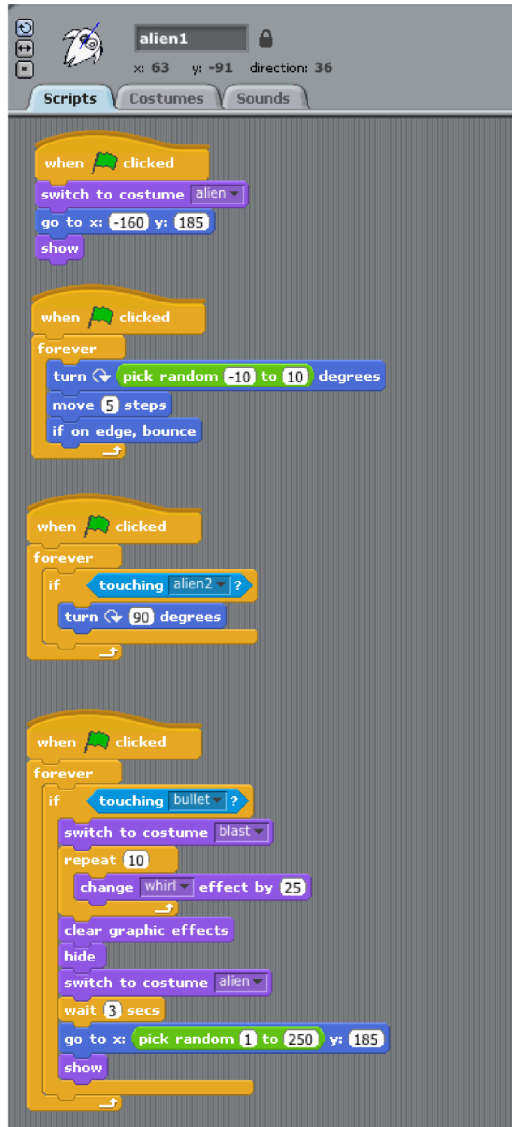 alien1
x: 63 y: -91 direction: 36
Scripts Costumes Sounds
when clicked
switch to costume alien
go to x: -160 y: 185
show
when clicked
forever
turn pick random -10 to 10 degrees
move 5 steps
if on edge, bounce
when clicked
forever
if touching alien2 ?
turn 90 degrees
when clicked
forever
if touching bullet ?
switch to costume blast
repeat 10
change whirl effect by 25
clear graphic effects
hide
switch to costume alien
wait 3 secs
go to x: pick random 1 to 250 y: 185
show